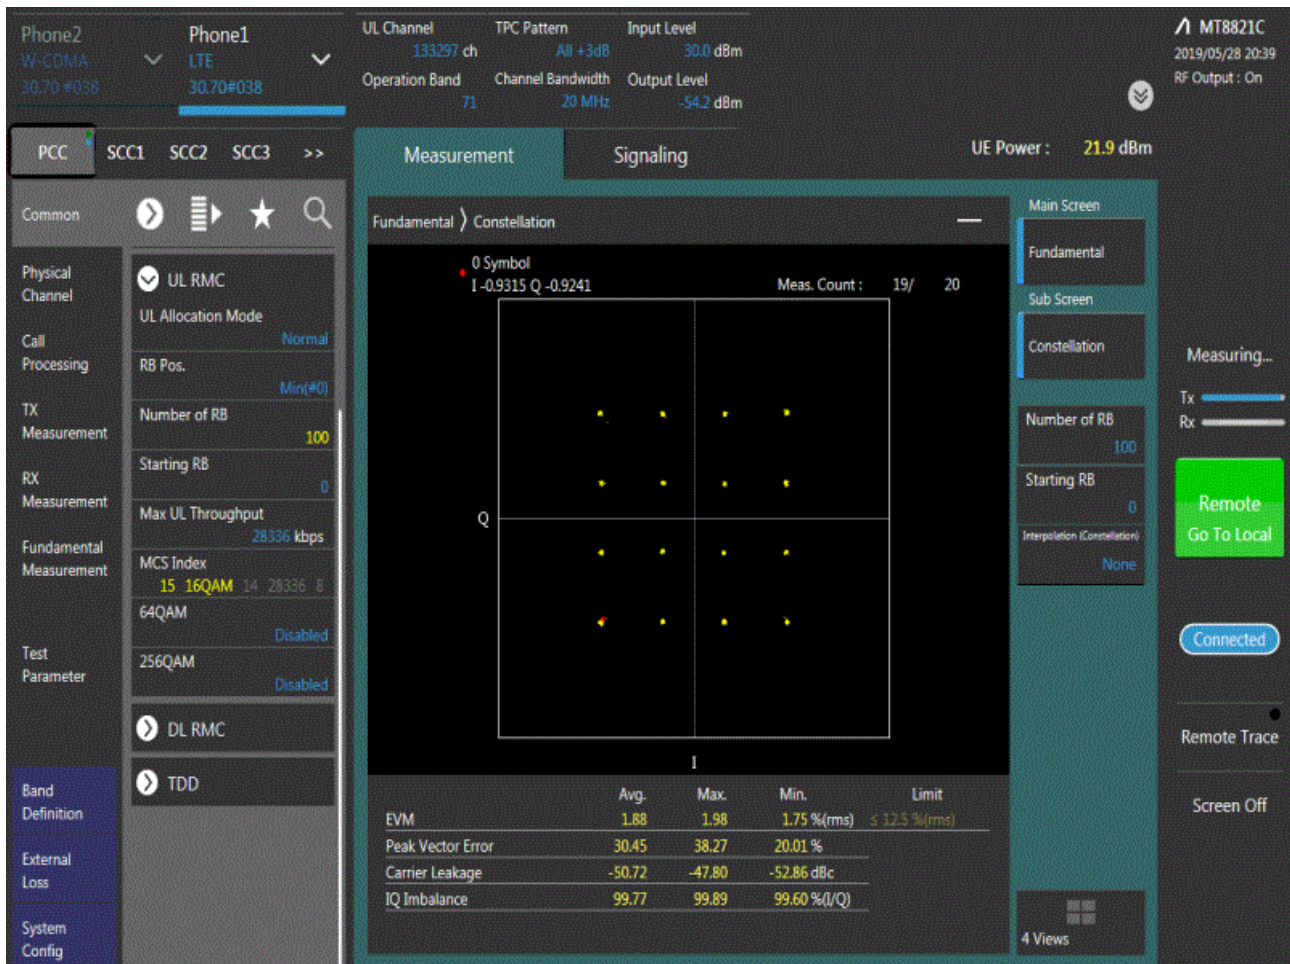 Phone2
W-CDMA
30.70 #038
Phone1
LTE
30.70#038
UL Channel
133297 ch
TPC Pattern
All +3dB
Input Level
30.0 dBm
Operation Band
71
Channel Bandwidth
20 MHz
Output Level
-54.2 dBm
MT8821C
2019/05/28 20:39
RF Output : On
PCC SCC1 SCC2 SCC3 >>
Measurement
Signaling
UE Power : 21.9 dBm
Common
Physical
Channel
Call
Processing
TX
Measurement
RX
Measurement
Fundamental
Measurement
Test
Parameter
Band
Definition
External
Loss
System
Config
UL RMC
UL Allocation Mode
Normal
RB Pos.
Min(#0)
Number of RB
100
Starting RB
0
Max UL Throughput
28336 kbps
MCS Index
15 16QAM 14 28336 8
64QAM
Disabled
256QAM
Disabled
DL RMC
TDD
Fundamental ⟩ Constellation
0 Symbol
I -0.9315 Q -0.9241
Meas. Count : 19/ 20
Q
I
Avg. Max. Min. Limit
EVM 1.88 1.98 1.75 %(rms) ≤ 12.5 %(rms)
Peak Vector Error 30.45 38.27 20.01 %
Carrier Leakage -50.72 -47.80 -52.86 dBc
IQ Imbalance 99.77 99.89 99.60 %(I/Q)
Main Screen
Fundamental
Sub Screen
Constellation
Number of RB
100
Starting RB
0
Interpolation (Constellation)
None
4 Views
Measuring...
Tx
Rx
Remote
Go To Local
Connected
Remote Trace
Screen Off